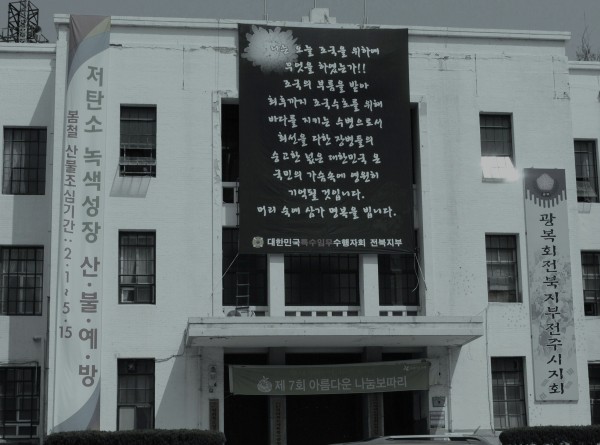 저탄소 녹색성장 산·불·예·방
봄철 산불조심기간:2·1~5·15
오늘 조국을 위하여
무엇을 하였는가!!
조국의 부름을 받아
최후까지 조국수호를 위해
바다를 지키는 수병으로서
최선을 다한 장병들의
숭고한 넋은 대한민국 온
국민의 가슴속에 영원히
기억될 것입니다.
머리 숙여 삼가 명복을 빕니다.
대한민국특수임무수행자회 전북지부
광복회전북지부전주시지회
제 7회 아름다운 나눔보따리